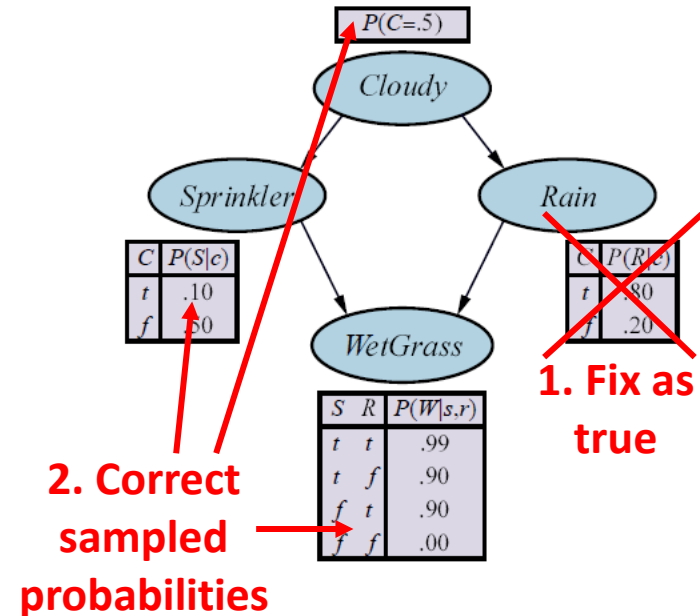 P(C=.5)
Cloudy
Sprinkler
Rain
C P(S|c)
t .10
f .50
C P(R|c)
t .80
f .20
WetGrass
S R P(W|s,r)
t t .99
t f .90
f t .90
f f .00
1. Fix as
true
2. Correct
sampled
probabilities